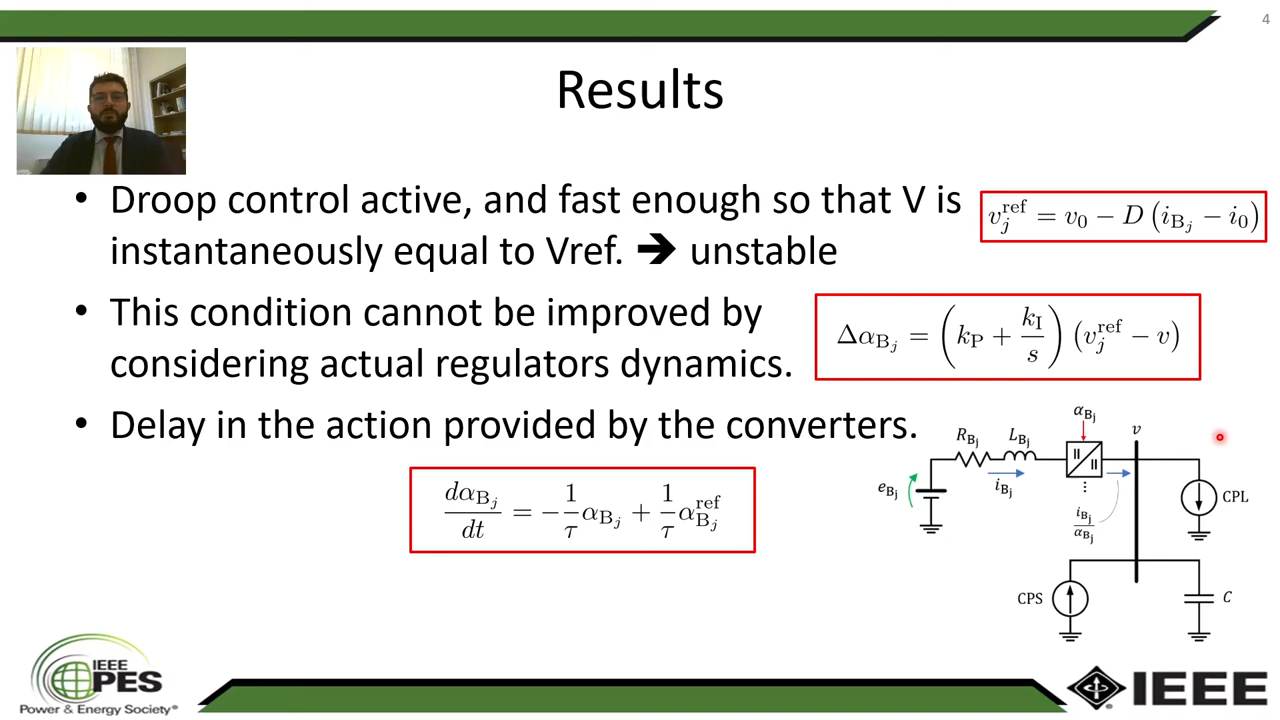 4
Results
• Droop control active, and fast enough so that V is
instantaneously equal to Vref. 🡺 unstable
v_j^ref = v_0 − D (i_Bj − i_0)
• This condition cannot be improved by
considering actual regulators dynamics.
Δα_Bj = (k_P + k_I/s) (v_j^ref − v)
• Delay in the action provided by the converters.
dα_Bj/dt = −1/τ α_Bj + 1/τ α_Bj^ref
α_Bj
R_Bj L_Bj v
e_Bj
i_Bj
i_Bj/α_Bj
CPL
CPS
C
IEEE
PES
Power & Energy Society®
IEEE